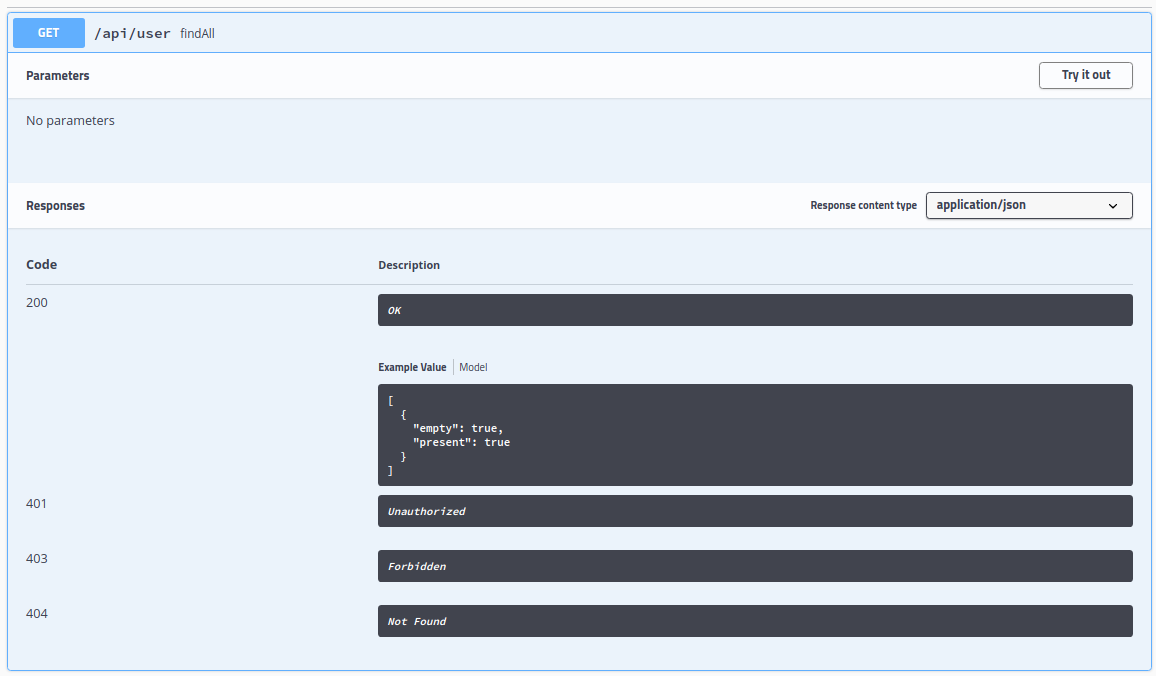 GET /api/user findAll
Parameters Try it out
No parameters
Responses Response content type application/json
Code Description
200 OK
Example Value Model
[
  {
    "empty": true,
    "present": true
  }
]
401 Unauthorized
403 Forbidden
404 Not Found